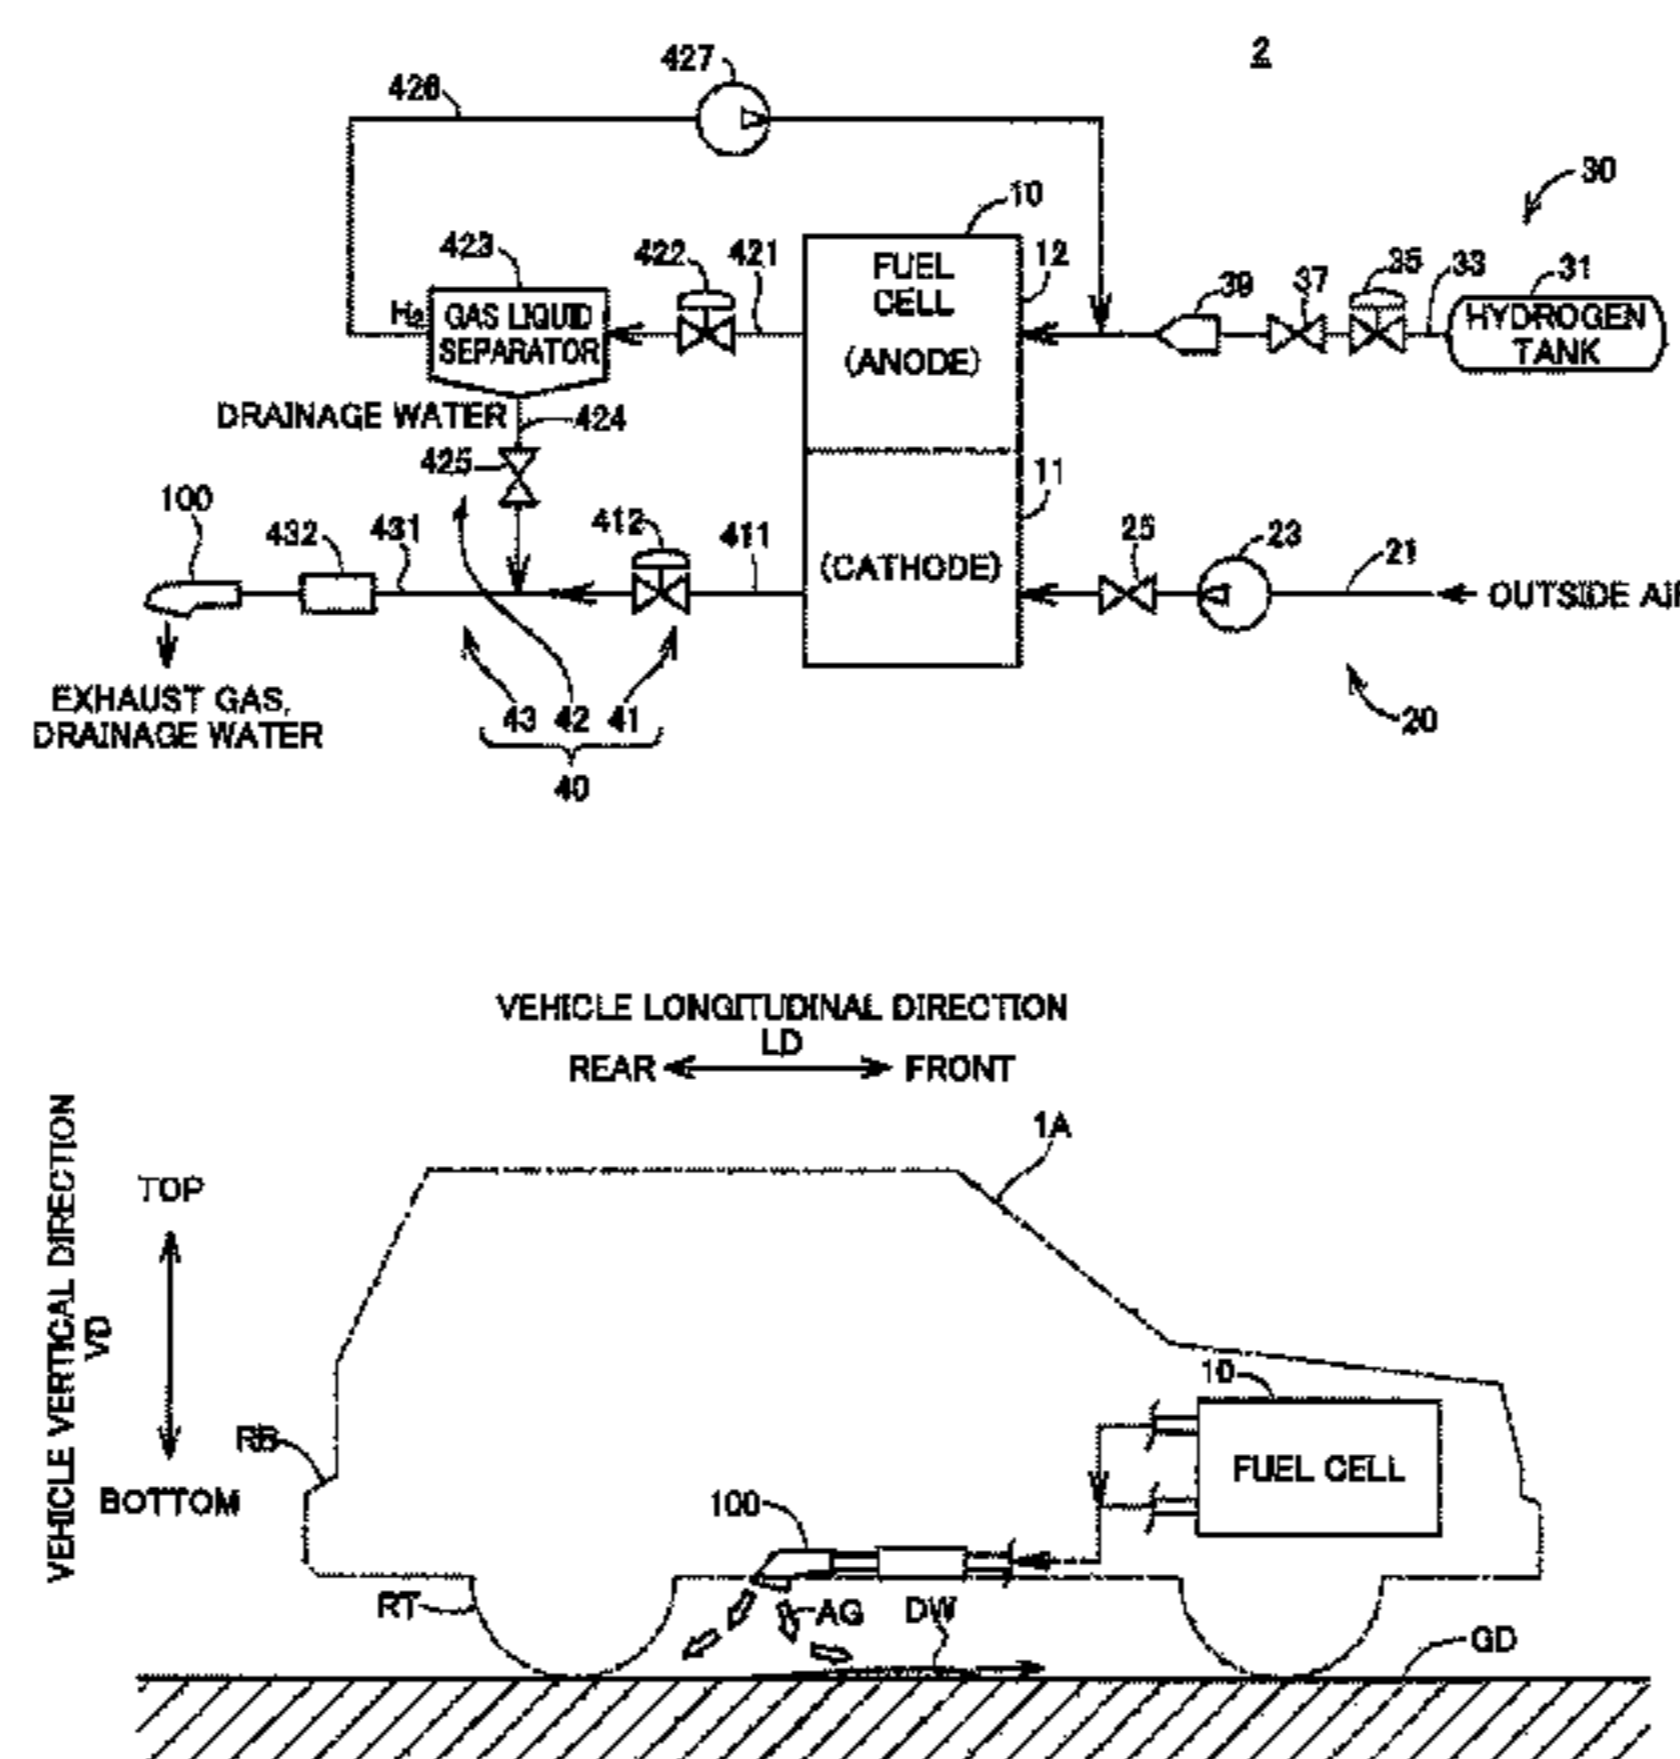 2
427
426
30
10
423
422
421
12
39
37
35
33
31
FUEL
CELL
(ANODE)
H2
GAS LIQUID
SEPARATOR
HYDROGEN
TANK
DRAINAGE WATER
424
425
11
100
432
431
412
411
(CATHODE)
25
23
21
OUTSIDE AIR
EXHAUST GAS,
DRAINAGE WATER
43 42 41
20
40
VEHICLE LONGITUDINAL DIRECTION
LD
REAR
FRONT
VEHICLE VERTICAL DIRECTION
VD
TOP
BOTTOM
1A
10
RB
FUEL CELL
100
RT
AG
DW
GD